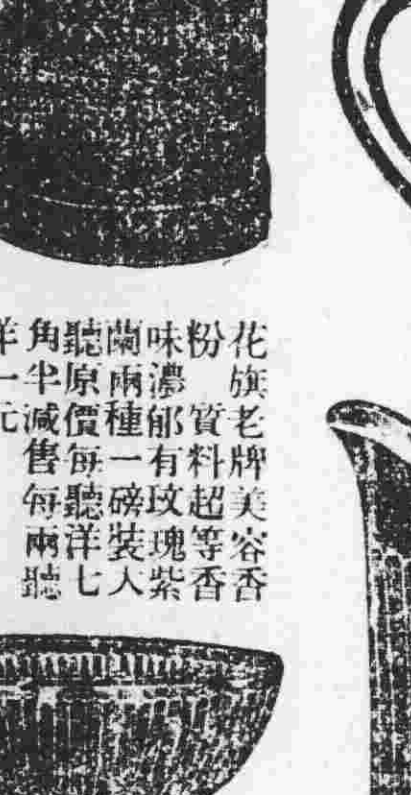 花旗老牌美容香
粉　質料超等香
味濃郁有玫瑰紫
蘭兩種一磅裝大
聽原價每聽洋七
角半減售每兩聽
洋一元